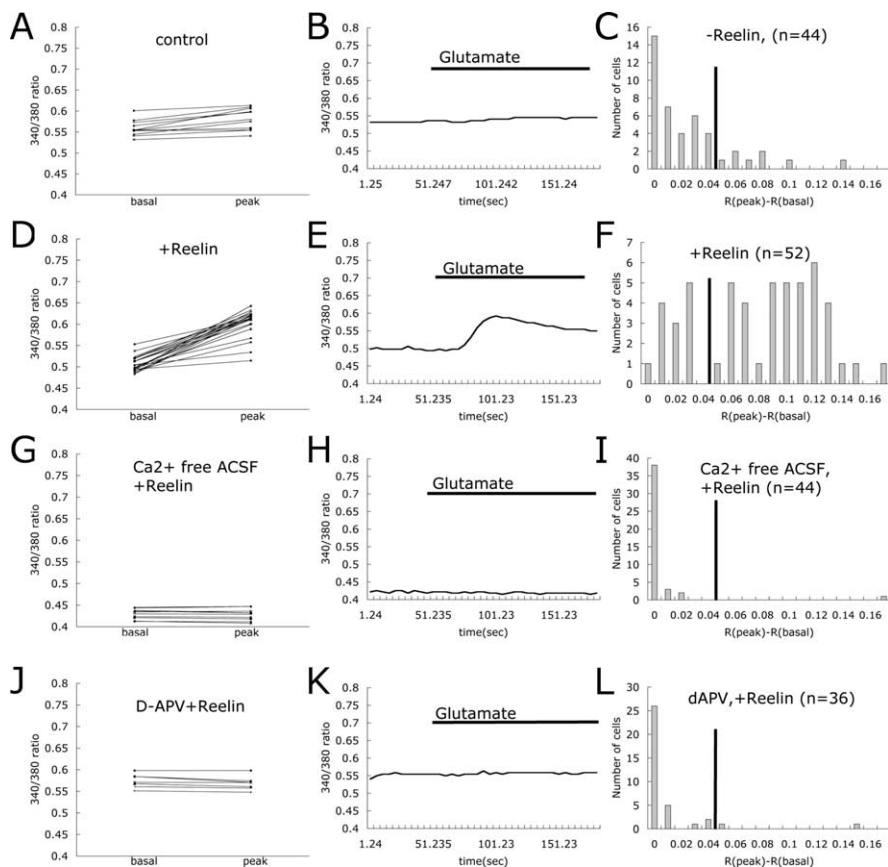 A
control
340/380 ratio
0.8
0.75
0.7
0.65
0.6
0.55
0.5
0.45
0.4
basal peak
B
Glutamate
340/380 ratio
0.8
0.75
0.7
0.65
0.6
0.55
0.5
0.45
0.4
1.25 51.247 101.242 151.24
time(sec)
C
-Reelin, (n=44)
Number of cells
16
14
12
10
8
6
4
2
0
0 0.02 0.04 0.06 0.08 0.1 0.12 0.14 0.16
R(peak)-R(basal)
D
+Reelin
340/380 ratio
0.8
0.75
0.7
0.65
0.6
0.55
0.5
0.45
0.4
basal peak
E
Glutamate
340/380 ratio
0.8
0.75
0.7
0.65
0.6
0.55
0.5
0.45
0.4
1.24 51.235 101.23 151.23
time(sec)
F
+Reelin (n=52)
Number of cells
7
6
5
4
3
2
1
0
0 0.02 0.04 0.06 0.08 0.1 0.12 0.14 0.16
R(peak)-R(basal)
G
Ca2+ free ACSF
+Reelin
340/380 ratio
0.8
0.75
0.7
0.65
0.6
0.55
0.5
0.45
0.4
basal peak
H
Glutamate
340/380 ratio
0.8
0.75
0.7
0.65
0.6
0.55
0.5
0.45
0.4
1.24 51.235 101.23 151.23
time(sec)
I
Ca2+ free ACSF,
+Reelin (n=44)
Number of cells
40
35
30
25
20
15
10
5
0
0 0.02 0.04 0.06 0.08 0.1 0.12 0.14 0.16
R(peak)-R(basal)
J
D-APV+Reelin
340/380 ratio
0.8
0.75
0.7
0.65
0.6
0.55
0.5
0.45
0.4
basal peak
K
Glutamate
340/380 ratio
0.8
0.75
0.7
0.65
0.6
0.55
0.5
0.45
0.4
1.24 51.235 101.23 151.23
time(sec)
L
dAPV,+Reelin (n=36)
Number of cells
30
25
20
15
10
5
0
0 0.02 0.04 0.06 0.08 0.1 0.12 0.14 0.16
R(peak)-R(basal)